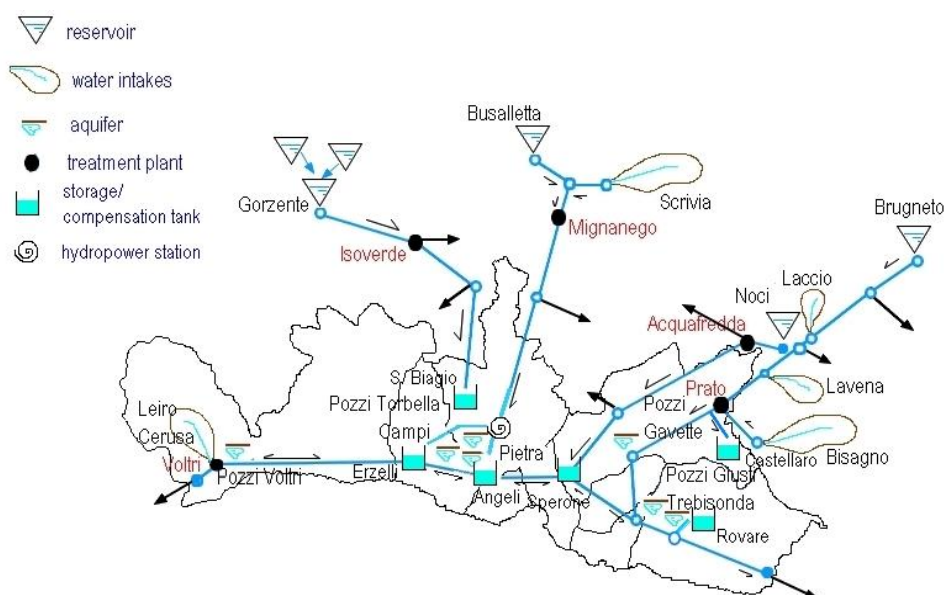 reservoir
water intakes
aquifer
treatment plant
storage/
compensation tank
hydropower station
Busalletta
Gorzente
Scrivia
Isoverde
Mignanego
Brugneto
Laccio
Noci
Acquafredda
S. Biagio
Pozzi Torbella
Prato
Pozzi
Lavena
Leiro
Cerusa
Campi
Gavette
Voltri
Pozzi Voltri
Erzelli
Pietra
Castellaro
Bisagno
Pozzi Giusti
Angeli
Sperone
Trebisonda
Rovare